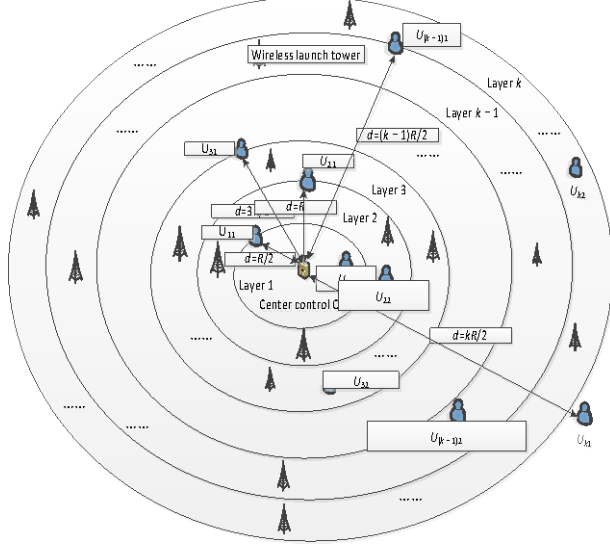 U(k−1)1
Wireless launch tower
Layer k
Layer k − 1
d=(k − 1)R/2
U31
Layer 3
d=R
d=3
Layer 2
U11
d=R/2
Layer 1
Center control
U22
d=kR/2
U32
U(k−1)2
Uk2
Uk1
……
……
……
……
……
……
……
……
……
……